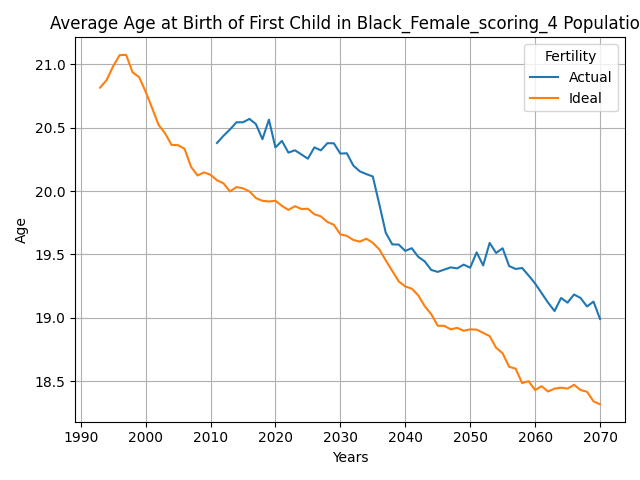 Average Age at Birth of First Child in Black_Female_scoring_4 Populatio
Fertility
Actual
Ideal
21.0
20.5
20.0
19.5
19.0
18.5
Age
1990 2000 2010 2020 2030 2040 2050 2060 2070
Years